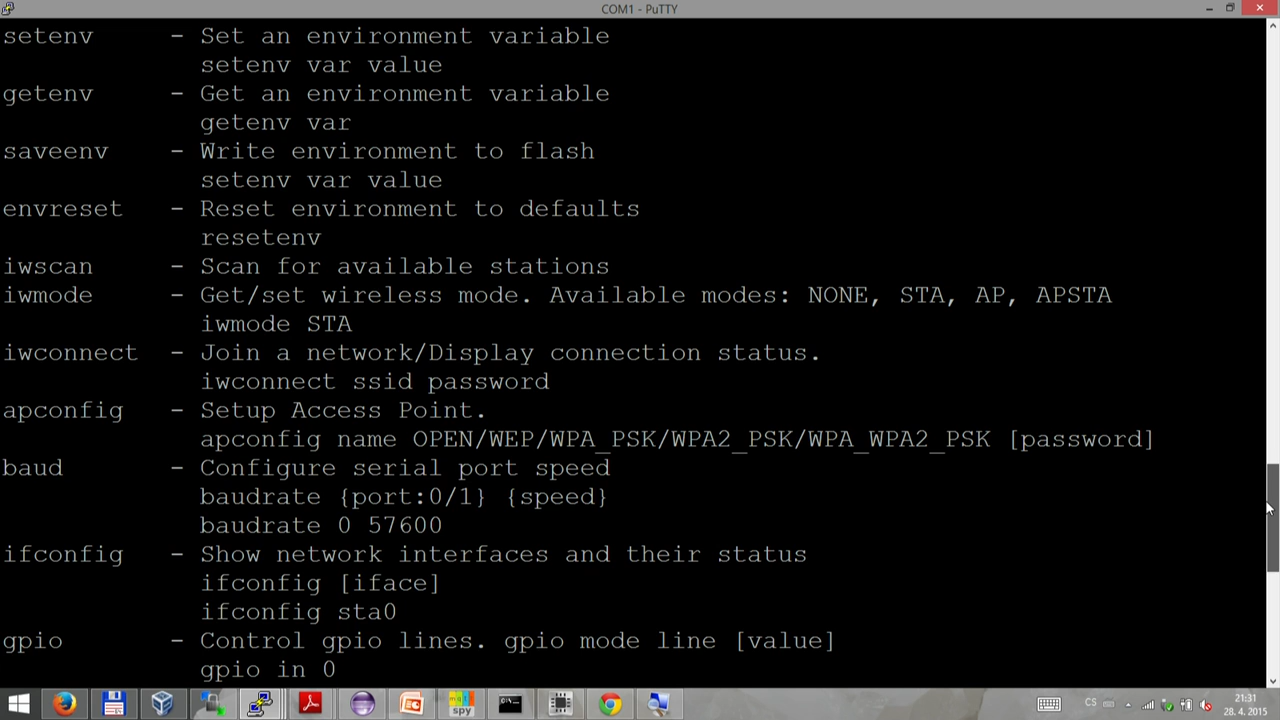 COM1 - PuTTY
setenv - Set an environment variable
setenv var value
getenv - Get an environment variable
getenv var
saveenv - Write environment to flash
setenv var value
envreset - Reset environment to defaults
resetenv
iwscan - Scan for available stations
iwmode - Get/set wireless mode. Available modes: NONE, STA, AP, APSTA
iwmode STA
iwconnect - Join a network/Display connection status.
iwconnect ssid password
apconfig - Setup Access Point.
apconfig name OPEN/WEP/WPA_PSK/WPA2_PSK/WPA_WPA2_PSK [password]
baud - Configure serial port speed
baudrate {port:0/1} {speed}
baudrate 0 57600
ifconfig - Show network interfaces and their status
ifconfig [iface]
ifconfig sta0
gpio - Control gpio lines. gpio mode line [value]
gpio in 0
spy
CS
21:31
28. 4. 2015